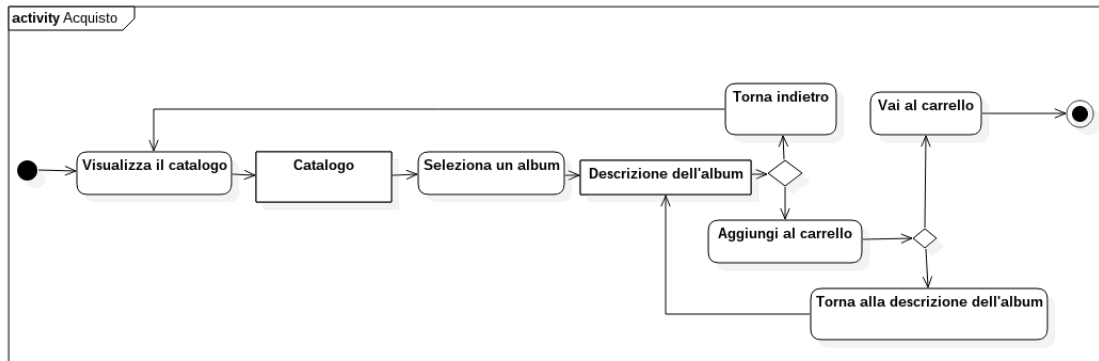 activity Acquisto
Torna indietro
Vai al carrello
Visualizza il catalogo
Catalogo
Seleziona un album
Descrizione dell'album
Aggiungi al carrello
Torna alla descrizione dell'album